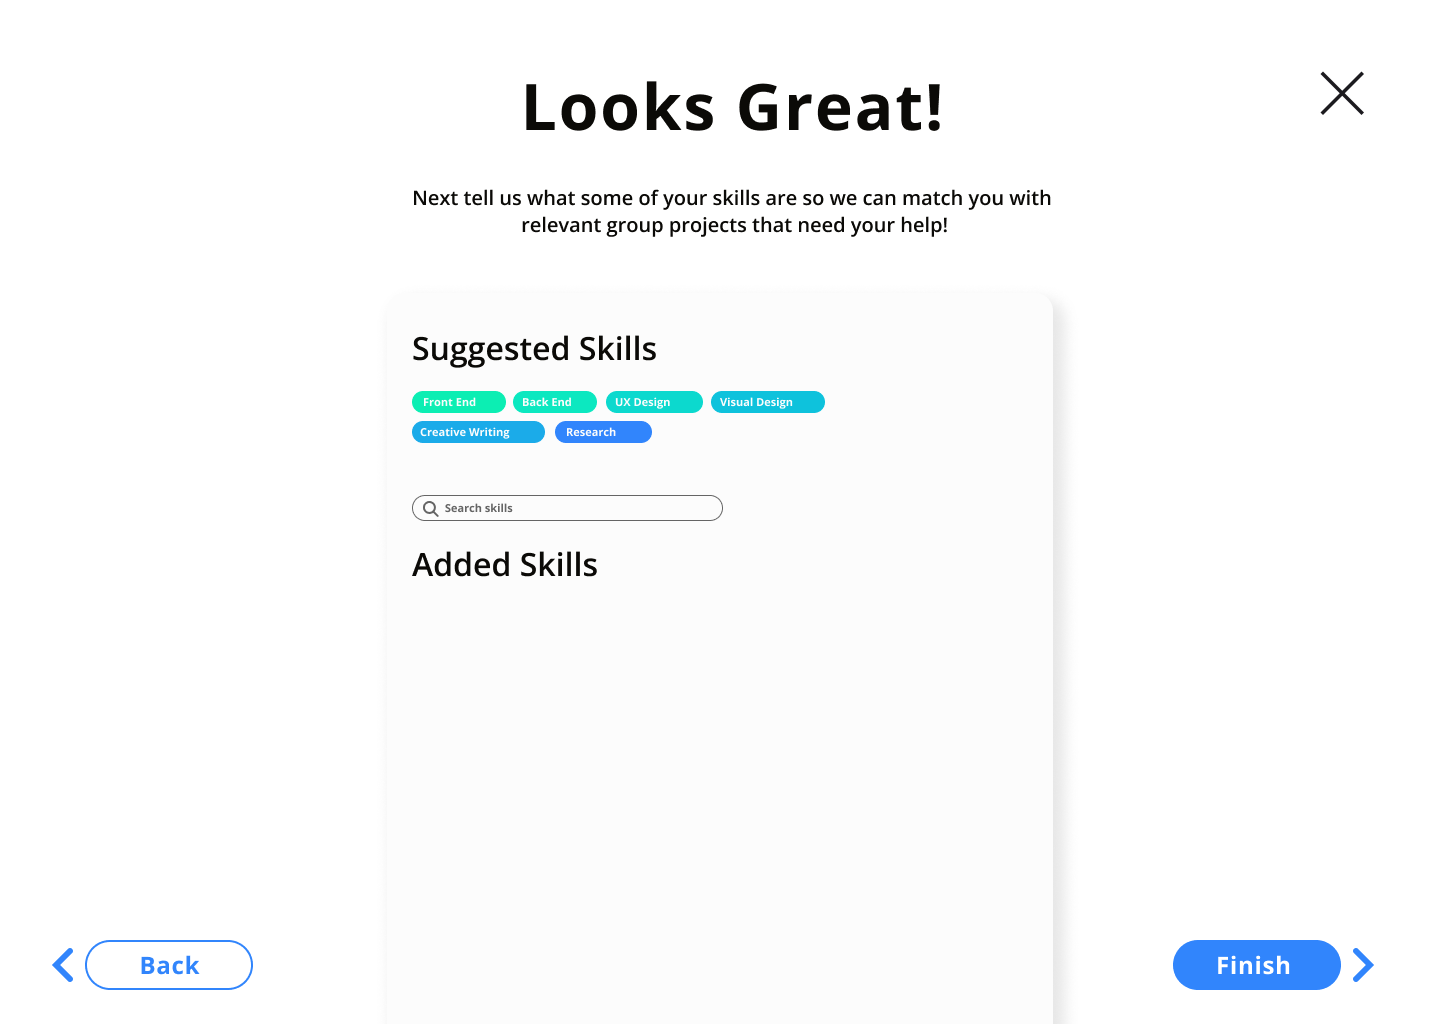 Looks Great!
Next tell us what some of your skills are so we can match you with
relevant group projects that need your help!
Suggested Skills
Front End Back End UX Design Visual Design
Creative Writing Research
Search skills
Added Skills
Back
Finish